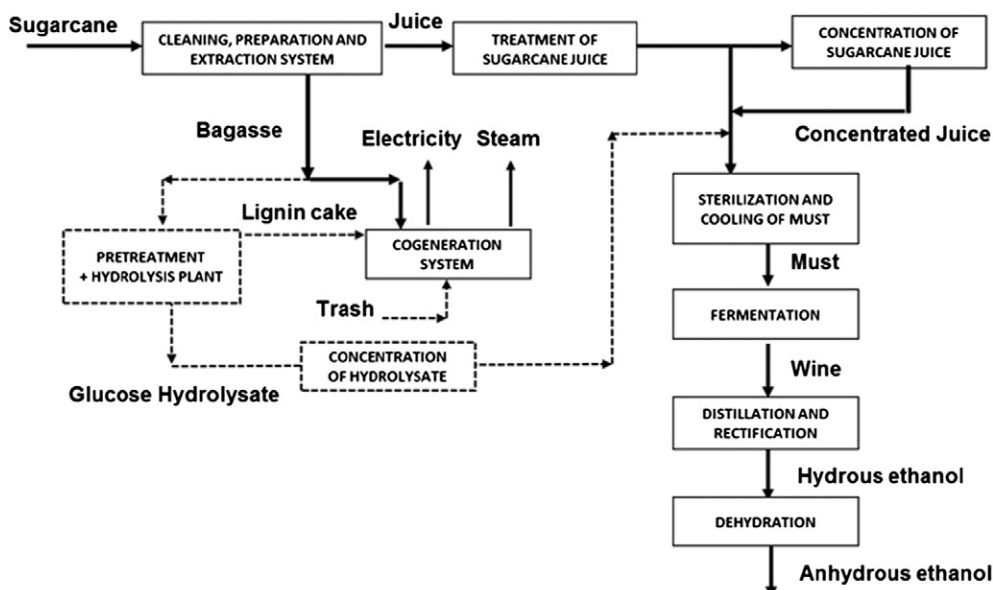 Sugarcane
CLEANING, PREPARATION AND
EXTRACTION SYSTEM
Juice
TREATMENT OF
SUGARCANE JUICE
CONCENTRATION OF
SUGARCANE JUICE
Bagasse
Electricity
Steam
Concentrated Juice
Lignin cake
PRETREATMENT
+ HYDROLYSIS PLANT
COGENERATION
SYSTEM
STERILIZATION AND
COOLING OF MUST
Must
Trash
FERMENTATION
CONCENTRATION
OF HYDROLYSATE
Glucose Hydrolysate
Wine
DISTILLATION AND
RECTIFICATION
Hydrous ethanol
DEHYDRATION
Anhydrous ethanol